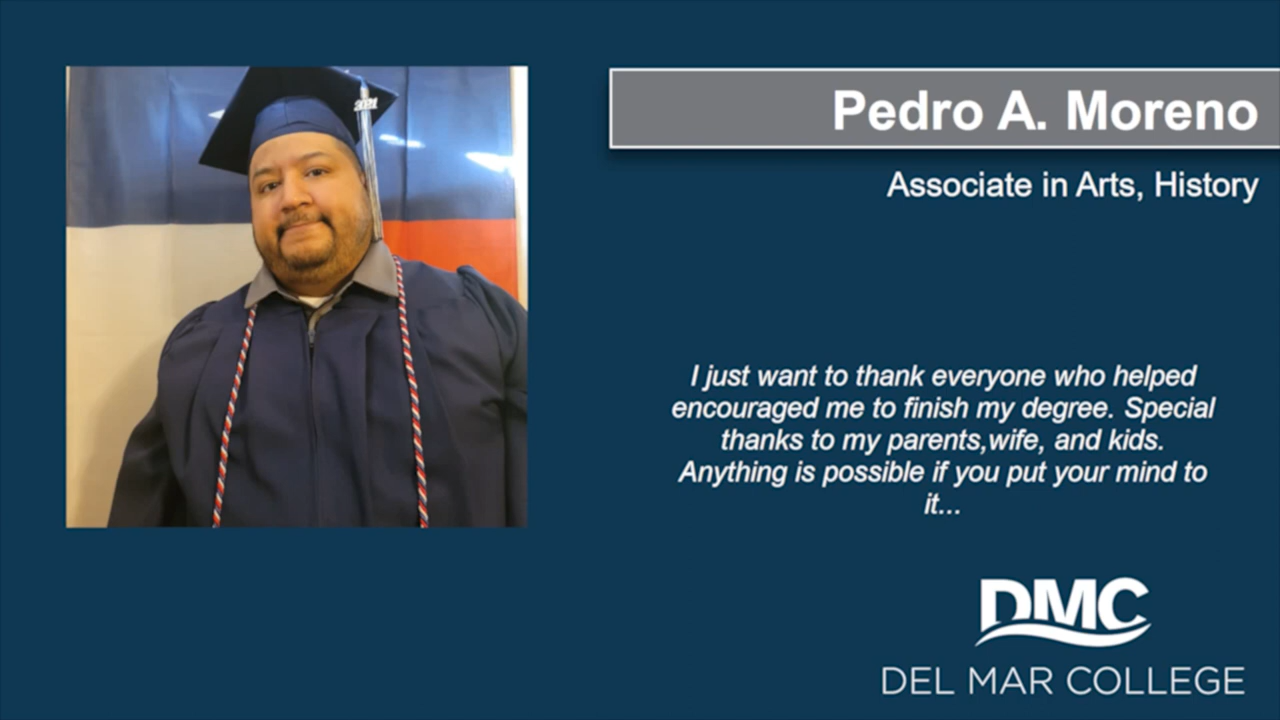 2021
Pedro A. Moreno
Associate in Arts, History
I just want to thank everyone who helped
encouraged me to finish my degree. Special
thanks to my parents,wife, and kids.
Anything is possible if you put your mind to
it...
DMC
DEL MAR COLLEGE